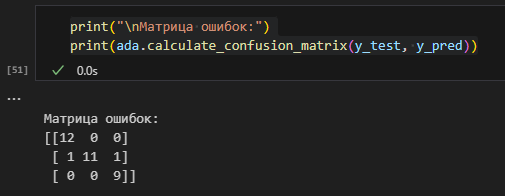 print("\nМатрица ошибок:")
print(ada.calculate_confusion_matrix(y_test, y_pred))
[51]
0.0s
...
Матрица ошибок:
[[12  0  0]
 [ 1 11  1]
 [ 0  0  9]]